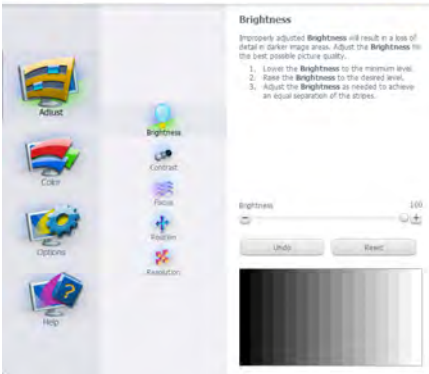 Adjust
Color
Options
Help
Brightness
Contrast
Focus
Position
Resolution
Brightness
Improperly adjusted Brightness will result in a loss of
detail in darker image areas. Adjust the Brightness for
the best possible picture quality.
1. Lower the Brightness to the minimum level.
2. Raise the Brightness to the desired level.
3. Adjust the Brightness as needed to achieve
an equal separation of the stripes.
Brightness 100
Undo Reset